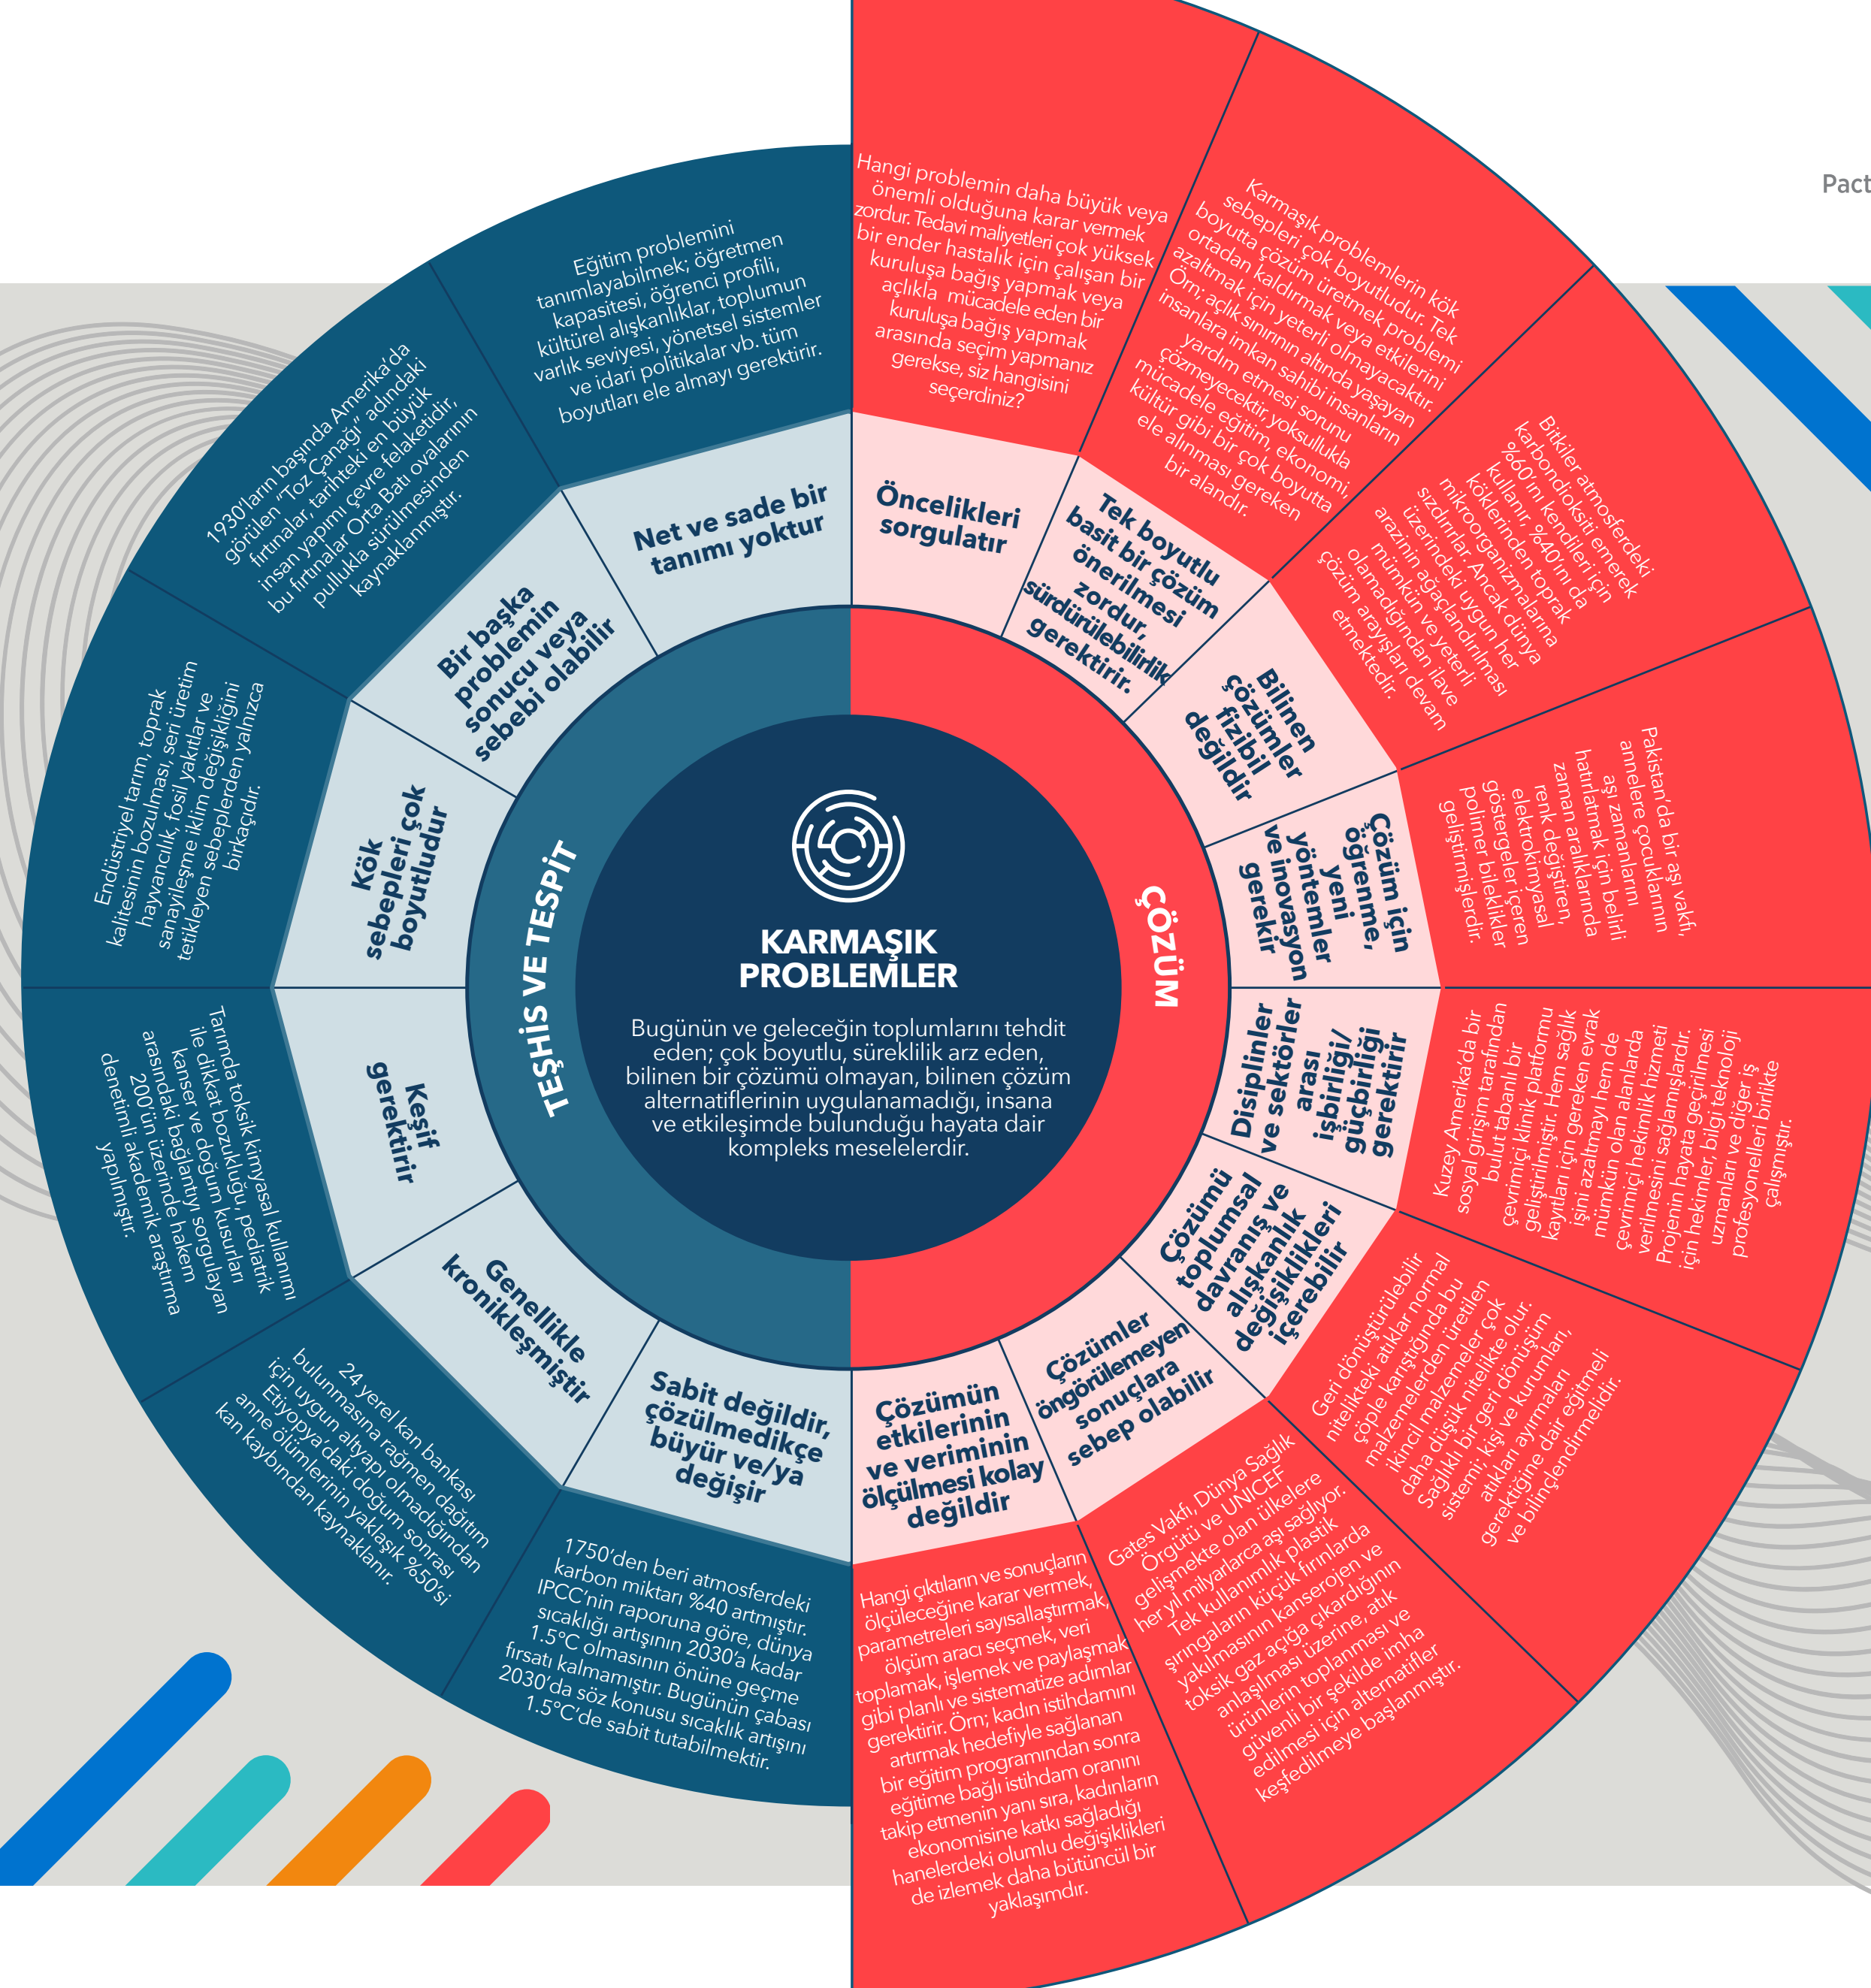 Pact
KARMAŞIK
PROBLEMLER
Bugünün ve geleceğin toplumlarını tehdit
eden; çok boyutlu, süreklilik arz eden,
bilinen bir çözümü olmayan, bilinen çözüm
alternatiflerinin uygulanamadığı, insana
ve etkileşimde bulunduğu hayata dair
kompleks meselelerdir.
TEŞHİS VE TESPİT
Net ve sade bir
tanımı yoktur
Eğitim problemini
tanımlayabilmek; öğretmen
kapasitesi, öğrenci profili,
kültürel alışkanlıklar, toplumun
varlık seviyesi, yönetsel sistemler
ve idari politikalar vb. tüm
boyutları ele almayı gerektirir.
Bir başka
problemin
sonucu veya
sebebi olabilir
1930'ların başında Amerika'da
görülen "Toz Çanağı" adındaki
fırtınalar, tarihteki en büyük
insan yapımı çevre felaketidir,
bu fırtınalar Orta Batı ovalarının
pullukla sürülmesinden
kaynaklanmıştır.
Kök
sebepleri çok
boyutludur
Endüstriyel tarım, toprak
kalitesinin bozulması, seri üretim
hayvancılık, fosil yakıtlar ve
sanayileşme iklim değişikliğini
tetikleyen sebeplerden yalnızca
birkaçıdır.
Keşif
gerektirir
Tarımda toksik kimyasal kullanımı
ile dikkat bozukluğu, pediatrik
kanser ve doğum kusurları
arasındaki bağlantıyı sorgulayan
200'ün üzerinde hakem
denetimli akademik araştırma
yapılmıştır.
Genellikle
kronikleşmiştir
24 yerel kan bankası
bulunmasına rağmen dağıtım
için uygun altyapı olmadığından
Etiyopya'daki doğum sonrası
anne ölümlerinin yaklaşık %50'si
kan kaybından kaynaklanır.
Sabit değildir,
çözülmedikçe
büyür ve/ya
değişir
1750'den beri atmosferdeki
karbon miktarı %40 artmıştır.
IPCC'nin raporuna göre, dünya
sıcaklığı artışının 2030'a kadar
1.5°C olmasının önüne geçme
fırsatı kalmamıştır. Bugünün çabası
2030'da söz konusu sıcaklık artışını
1.5°C'de sabit tutabilmektir.
ÇÖZÜM
Öncelikleri
sorgulatır
Hangi problemin daha büyük veya
önemli olduğuna karar vermek
zordur. Tedavi maliyetleri çok yüksek
bir ender hastalık için çalışan bir
kuruluşa bağış yapmak veya
açlıkla mücadele eden bir
kuruluşa bağış yapmak
arasında seçim yapmanız
gerekse, siz hangisini
seçerdiniz?
Tek boyutlu
basit bir çözüm
önerilmesi
zordur,
sürdürülebilirlik
gerektirir.
Karmaşık problemlerin kök
sebepleri çok boyutludur. Tek
boyutta çözüm üretmek problemi
ortadan kaldırmak veya etkilerini
azaltmak için yeterli olmayacaktır.
Örn; açlık sınırının altında yaşayan
insanlara imkan sahibi insanların
yardım etmesi sorunu
çözmeyecektir, yoksullukla
mücadele eğitim, ekonomi,
kültür gibi bir çok boyutta
ele alınması gereken
bir alandır.
Bilinen
çözümler
fizibil
değildir
Bitkiler atmosferdeki
karbondioksiti emerek
%60'ını kendileri için
kullanır, %40'ını da
köklerinden toprak
mikroorganizmalarına
sızdırırlar. Ancak dünya
üzerindeki uygun her
arazinin ağaçlandırılması
mümkün ve yeterli
olamadığından ilave
çözüm arayışları devam
etmektedir.
Çözüm için
öğrenme,
yeni
yöntemler
ve inovasyon
gerekir
Pakistan'da bir aşı vakfı,
annelere çocuklarının
aşı zamanlarını
hatırlatmak için belirli
zaman aralıklarında
renk değiştiren,
elektrokimyasal
göstergeler içeren
polimer bileklikler
geliştirmişlerdir.
Disiplinler
ve sektörler
arası
işbirliği/
güçbirliği
gerektirir
Kuzey Amerika'da bir
sosyal girişim tarafından
bulut tabanlı bir
çevrimiçi klinik platformu
geliştirilmiştir. Hem sağlık
kayıtları için gereken evrak
işini azaltmayı hem de
mümkün olan alanlarda
çevrimiçi hekimlik hizmeti
verilmesini sağlamışlardır.
Projenin hayata geçirilmesi
için hekimler, bilgi teknoloji
uzmanları ve diğer iş
profesyonelleri birlikte
çalışmıştır.
Çözümü
toplumsal
davranış ve
alışkanlık
değişiklikleri
içerebilir
Geri dönüştürülebilir
nitelikteki atıklar normal
çöple karıştığında bu
malzemelerden üretilen
ikincil malzemeler çok
daha düşük nitelikte olur.
Sağlıklı bir geri dönüşüm
sistemi; kişi ve kurumları,
atıkları ayırmaları
gerektiğine dair eğitmeli
ve bilinçlendirmelidir.
Çözümler
öngörülemeyen
sonuçlara
sebep olabilir
Gates Vakfı, Dünya Sağlık
Örgütü ve UNICEF
gelişmekte olan ülkelere
her yıl milyarlarca aşı sağlıyor.
Tek kullanımlık plastik
şırıngaların küçük fırınlarda
yakılmasının kanserojen ve
toksik gaz açığa çıkardığının
anlaşılması üzerine, atık
ürünlerin toplanması ve
güvenli bir şekilde imha
edilmesi için alternatifler
keşfedilmeye başlanmıştır.
Çözümün
etkilerinin
ve veriminin
ölçülmesi kolay
değildir
Hangi çıktıların ve sonuçların
ölçüleceğine karar vermek,
parametreleri sayısallaştırmak,
ölçüm aracı seçmek, veri
toplamak, işlemek ve paylaşmak
gibi planlı ve sistematize adımlar
gerektirir. Örn; kadın istihdamını
artırmak hedefiyle sağlanan
bir eğitim programından sonra
eğitime bağlı istihdam oranını
takip etmenin yanı sıra, kadınların
ekonomisine katkı sağladığı
hanelerdeki olumlu değişiklikleri
de izlemek daha bütüncül bir
yaklaşımdır.